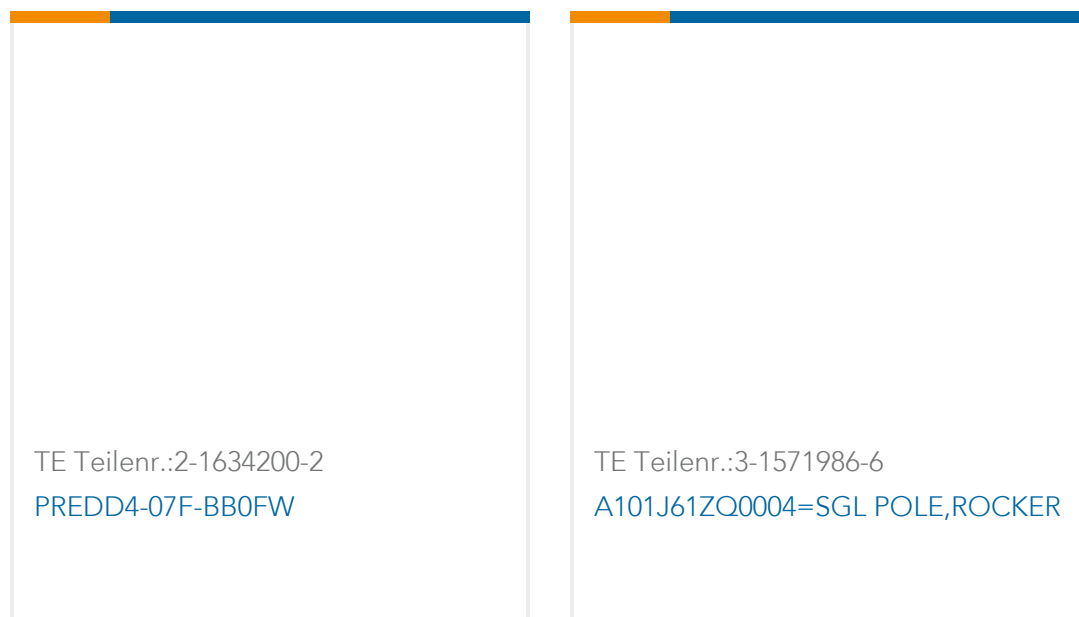 TE Teilenr.:2-1634200-2
PREDD4-07F-BB0FW
TE Teilenr.:3-1571986-6
A101J61ZQ0004=SGL POLE,ROCKER